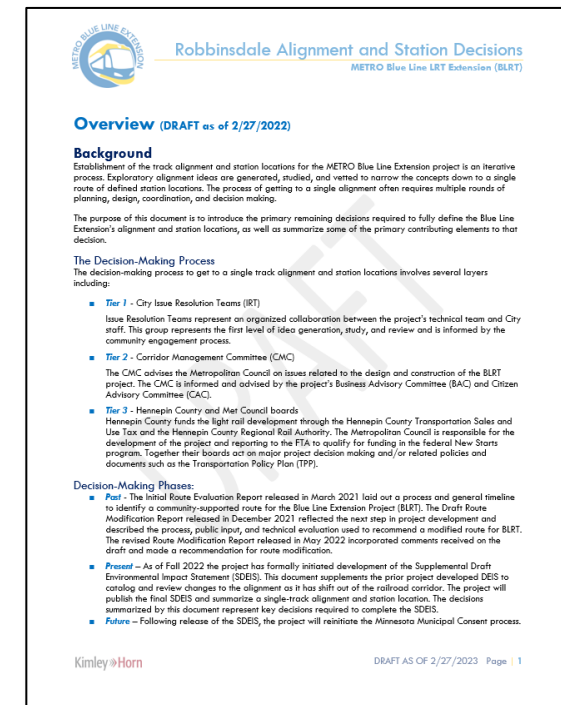 METRO BLUE LINE EXTENSION
Robbinsdale Alignment and Station Decisions
METRO Blue Line LRT Extension (BLRT)
Overview (DRAFT as of 2/27/2022)
Background
Establishment of the track alignment and station locations for the METRO Blue Line Extension project is an iterative
process. Exploratory alignment ideas are generated, studied, and vetted to narrow the concepts down to a single
route of defined station locations. The process of getting to a single alignment often requires multiple rounds of
planning, design, coordination, and decision making.
The purpose of this document is to introduce the primary remaining decisions required to fully define the Blue Line
Extension's alignment and station locations, as well as summarize some of the primary contributing elements to that
decision.
The Decision-Making Process
The decision-making process to get to a single track alignment and station locations involves several layers
including:
■ Tier 1 - City Issue Resolution Teams (IRT)
Issue Resolution Teams represent an organized collaboration between the project's technical team and City
staff. This group represents the first level of idea generation, study, and review and is informed by the
community engagement process.
■ Tier 2 - Corridor Management Committee (CMC)
The CMC advises the Metropolitan Council on issues related to the design and construction of the BLRT
project. The CMC is informed and advised by the project's Business Advisory Committee (BAC) and Citizen
Advisory Committee (CAC).
■ Tier 3 - Hennepin County and Met Council boards
Hennepin County funds the light rail development through the Hennepin County Transportation Sales and
Use Tax and the Hennepin County Regional Rail Authority. The Metropolitan Council is responsible for the
development of the project and reporting to the FTA to qualify for funding in the federal New Starts
program. Together their boards act on major project decision making and/or related policies and
documents such as the Transportation Policy Plan (TPP).
Decision-Making Phases:
■ Past - The Initial Route Evaluation Report released in March 2021 laid out a process and general timeline
to identify a community-supported route for the Blue Line Extension Project (BLRT). The Draft Route
Modification Report released in December 2021 reflected the next step in project development and
described the process, public input, and technical evaluation used to recommend a modified route for BLRT.
The revised Route Modification Report released in May 2022 incorporated comments received on the
draft and made a recommendation for route modification.
■ Present – As of Fall 2022 the project has formally initiated development of the Supplemental Draft
Environmental Impact Statement (SDEIS). This document supplements the prior project developed DEIS to
catalog and review changes to the alignment as it has shift out of the railroad corridor. The project will
publish the final SDEIS and summarize a single-track alignment and station location. The decisions
summarized by this document represent key decisions required to complete the SDEIS.
■ Future – Following release of the SDEIS, the project will reinitiate the Minnesota Municipal Consent process.
DRAFT
Kimley»Horn
DRAFT AS OF 2/27/2023 Page | 1